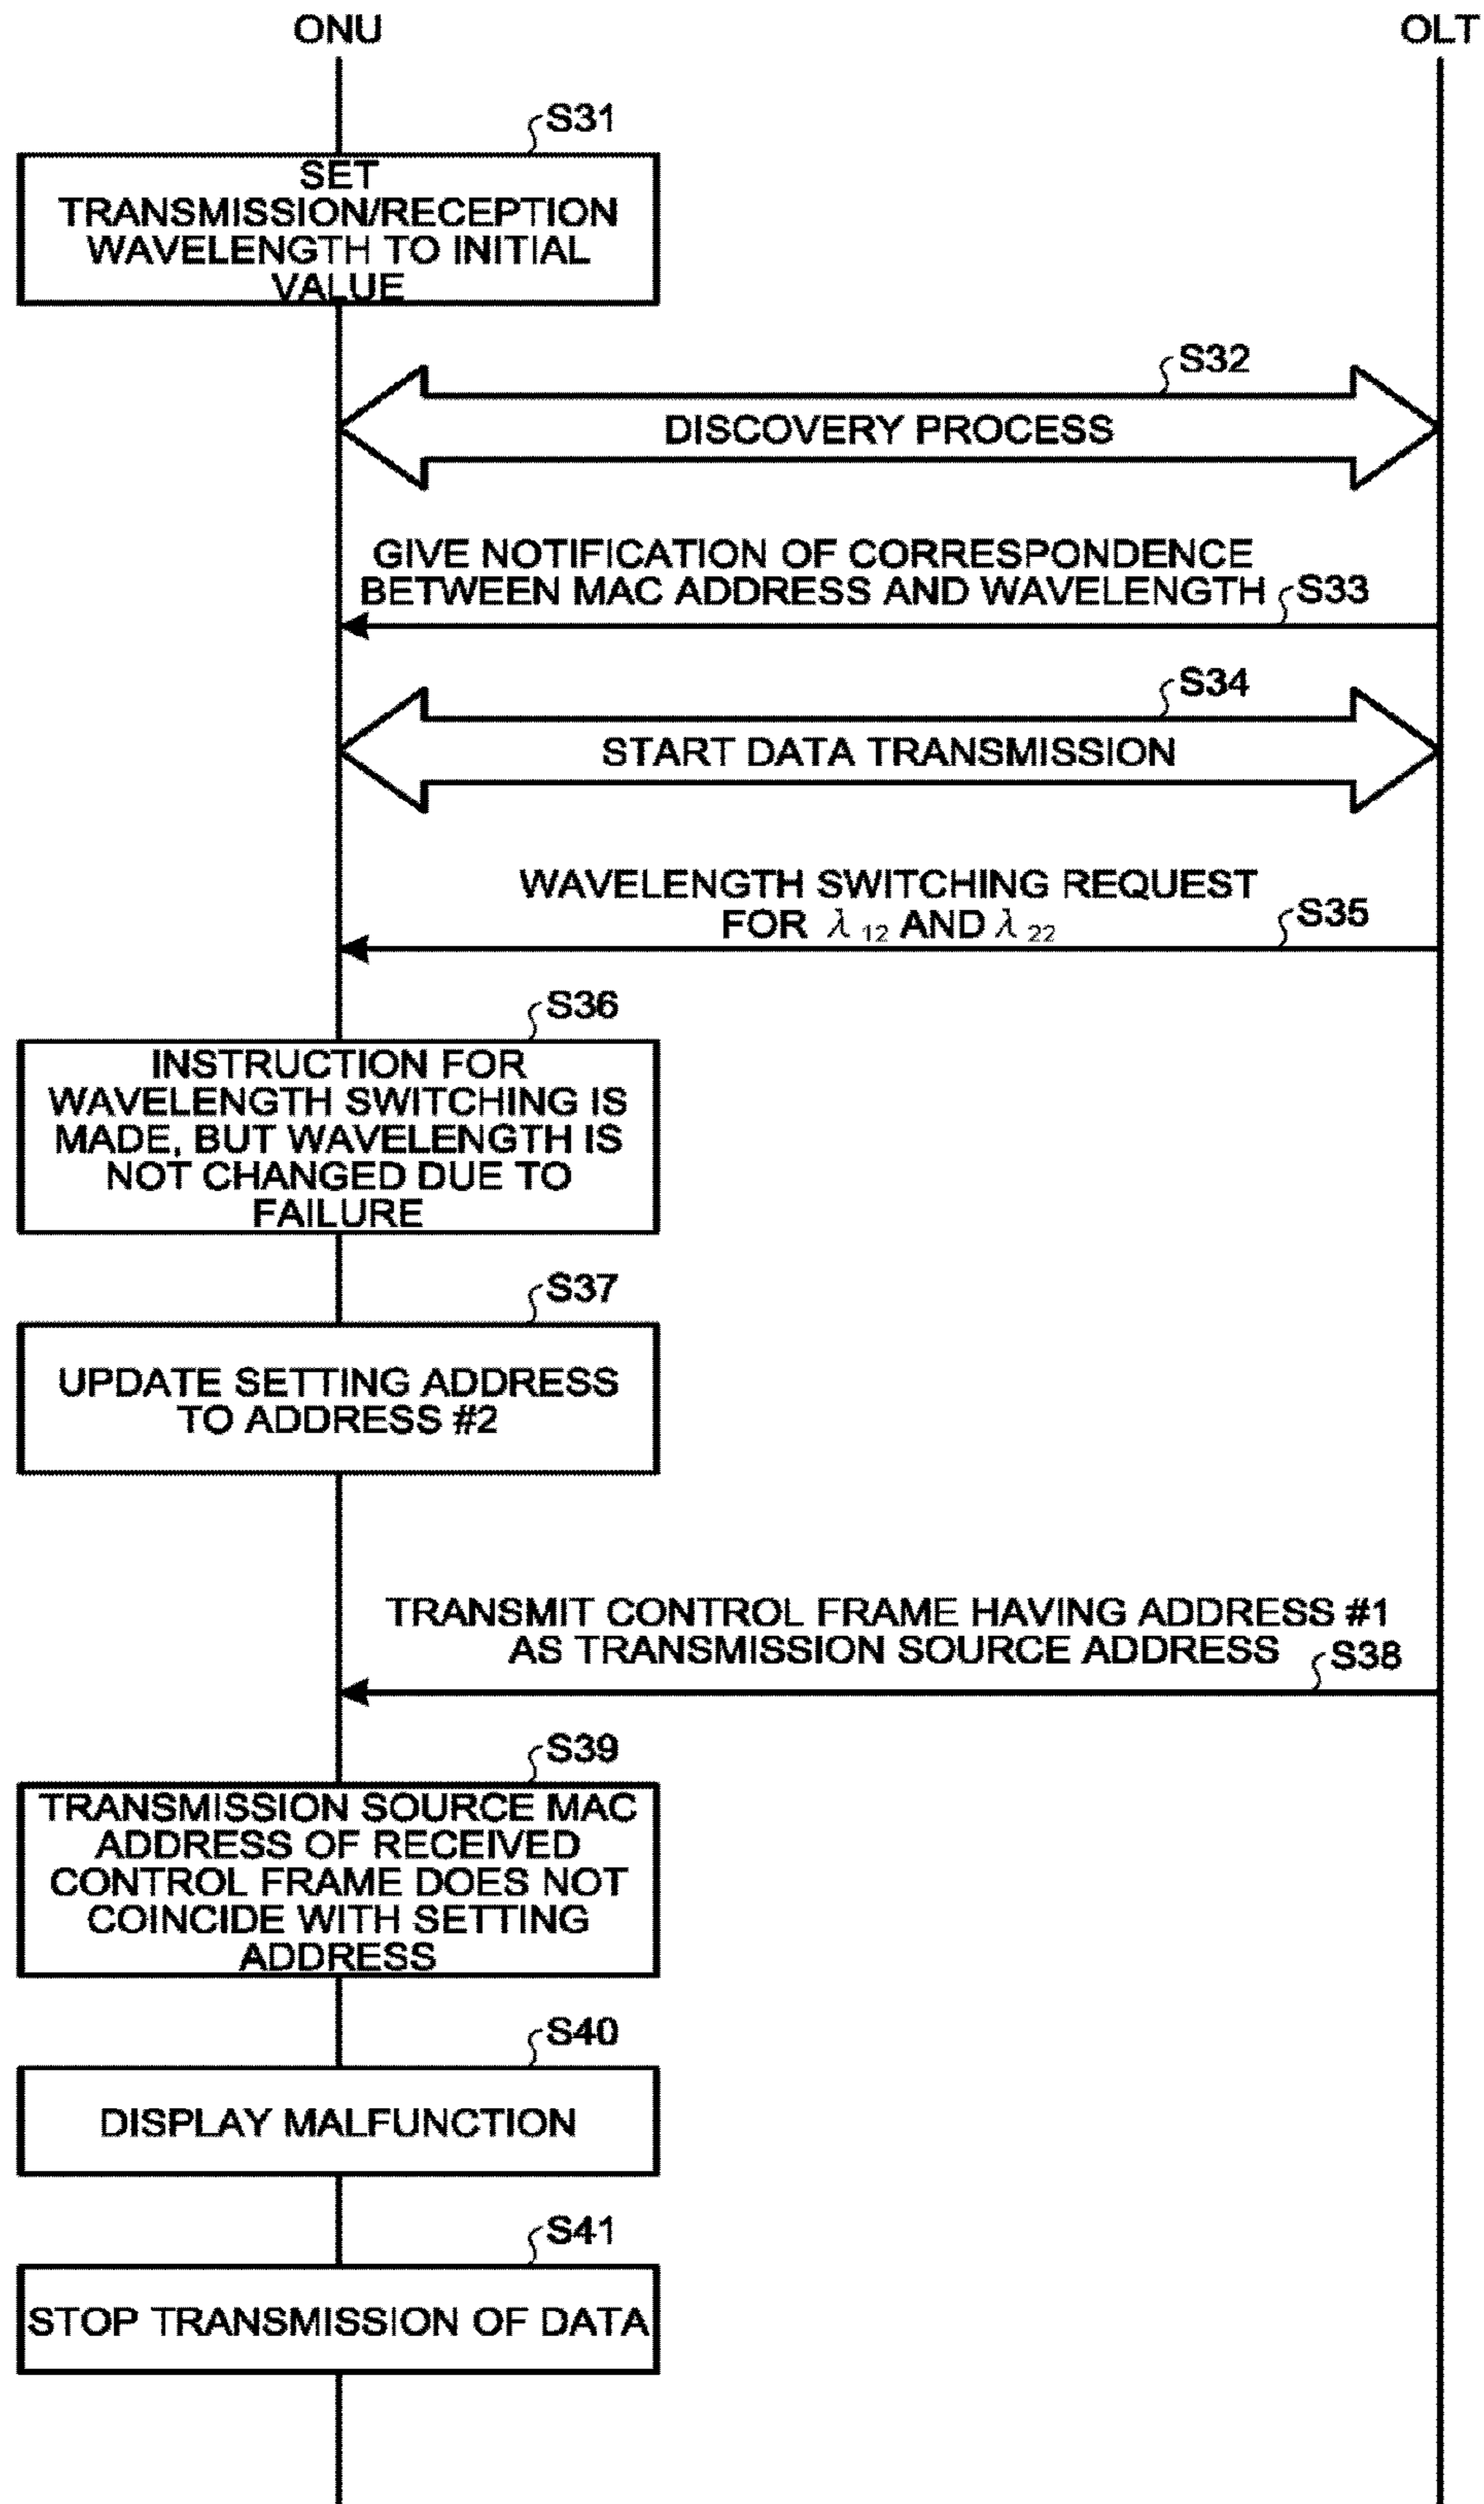 ONU
OLT
S31
SET
TRANSMISSION/RECEPTION
WAVELENGTH TO INITIAL
VALUE
S32
DISCOVERY PROCESS
GIVE NOTIFICATION OF CORRESPONDENCE
BETWEEN MAC ADDRESS AND WAVELENGTH
S33
S34
START DATA TRANSMISSION
WAVELENGTH SWITCHING REQUEST
FOR λ12 AND λ22
S35
S36
INSTRUCTION FOR
WAVELENGTH SWITCHING IS
MADE, BUT WAVELENGTH IS
NOT CHANGED DUE TO
FAILURE
S37
UPDATE SETTING ADDRESS
TO ADDRESS #2
TRANSMIT CONTROL FRAME HAVING ADDRESS #1
AS TRANSMISSION SOURCE ADDRESS
S38
S39
TRANSMISSION SOURCE MAC
ADDRESS OF RECEIVED
CONTROL FRAME DOES NOT
COINCIDE WITH SETTING
ADDRESS
S40
DISPLAY MALFUNCTION
S41
STOP TRANSMISSION OF DATA